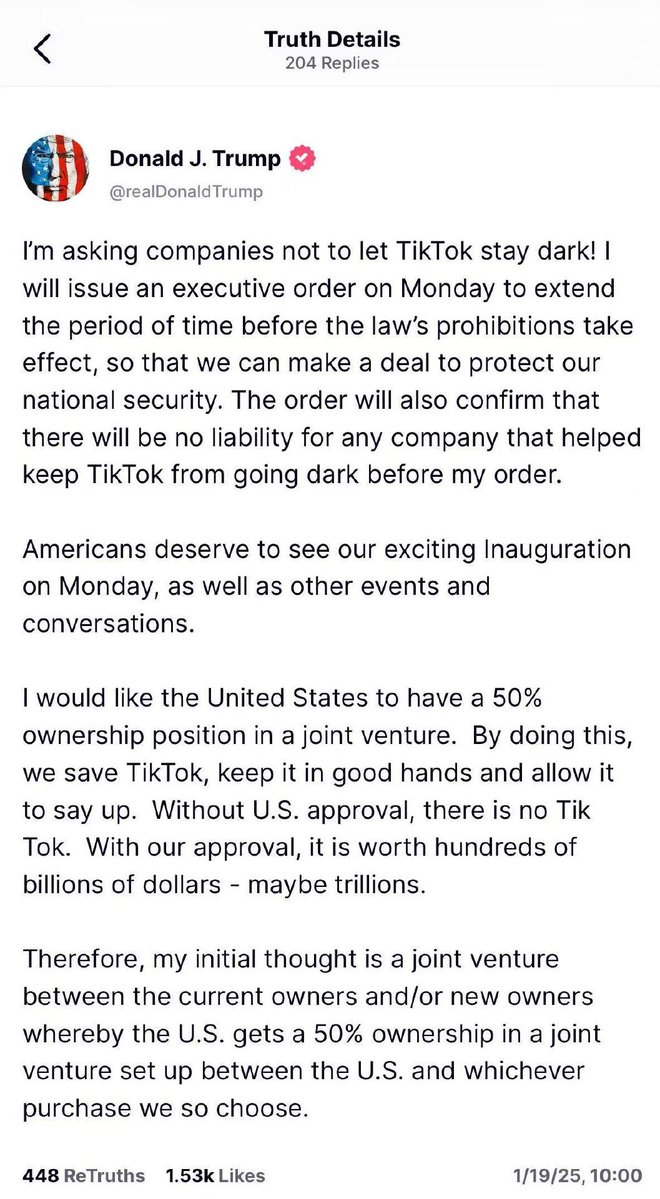 Truth Details
204 Replies
Donald J. Trump
@realDonaldTrump
I’m asking companies not to let TikTok stay dark! I
will issue an executive order on Monday to extend
the period of time before the law’s prohibitions take
effect, so that we can make a deal to protect our
national security. The order will also confirm that
there will be no liability for any company that helped
keep TikTok from going dark before my order.
Americans deserve to see our exciting Inauguration
on Monday, as well as other events and
conversations.
I would like the United States to have a 50%
ownership position in a joint venture.  By doing this,
we save TikTok, keep it in good hands and allow it
to say up.  Without U.S. approval, there is no Tik
Tok.  With our approval, it is worth hundreds of
billions of dollars - maybe trillions.
Therefore, my initial thought is a joint venture
between the current owners and/or new owners
whereby the U.S. gets a 50% ownership in a joint
venture set up between the U.S. and whichever
purchase we so choose.
448 ReTruths 1.53k Likes 1/19/25, 10:00